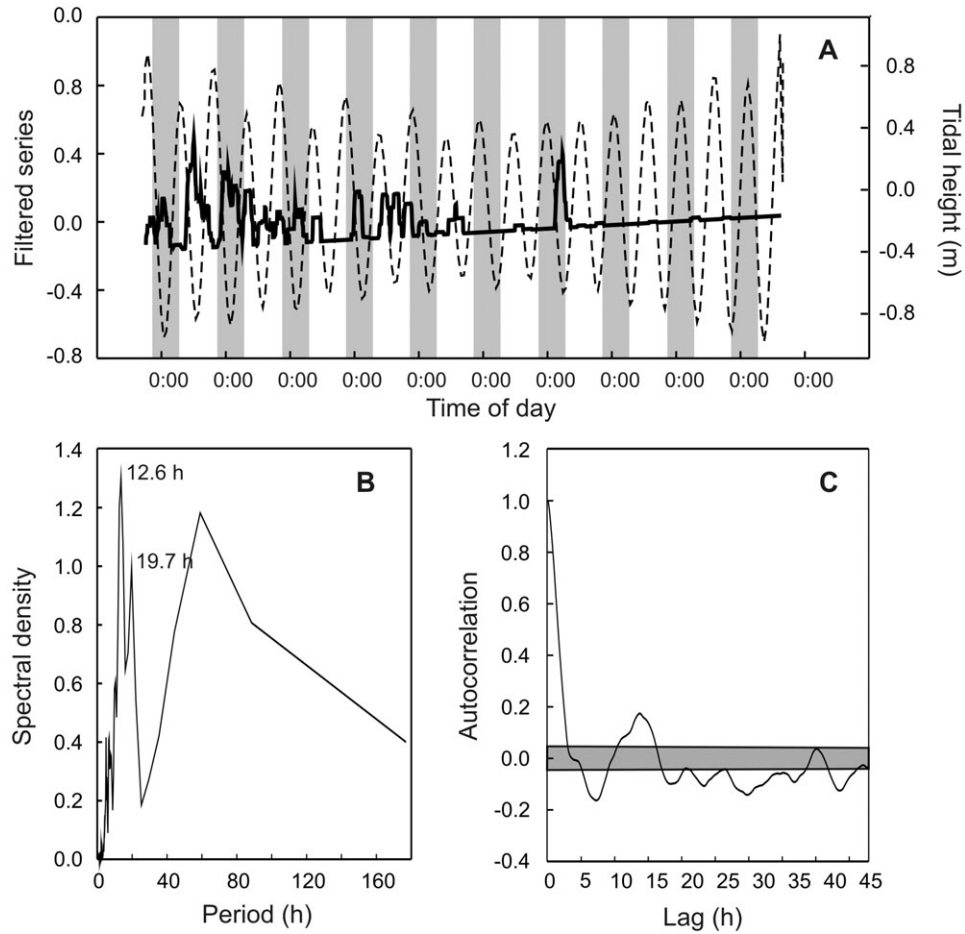 A
0.0
0.8
0.4
0.0
-0.4
-0.8
Filtered series
0.8
0.4
0.0
-0.4
-0.8
Tidal height (m)
0:00 0:00 0:00 0:00 0:00 0:00 0:00 0:00 0:00 0:00 0:00
Time of day
B
1.4
1.2
1.0
0.8
0.6
0.4
0.2
0.0
Spectral density
12.6 h
19.7 h
0 40 80 120 160
Period (h)
C
1.2
1.0
0.8
0.6
0.4
0.2
0.0
-0.2
-0.4
Autocorrelation
0 5 10 15 20 25 30 35 40 45
Lag (h)